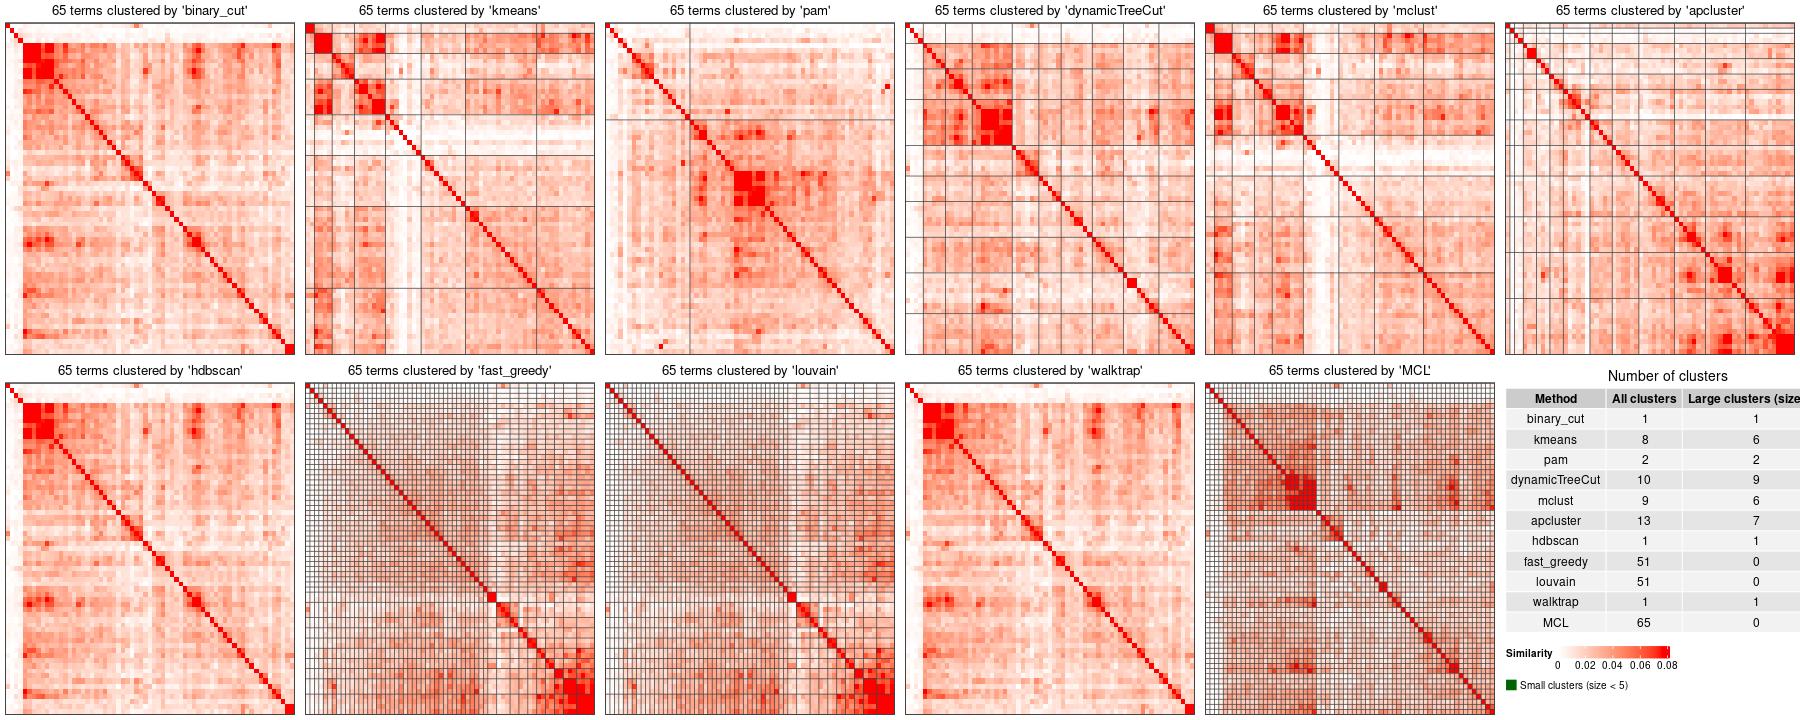 65 terms clustered by 'binary_cut'
65 terms clustered by 'kmeans'
65 terms clustered by 'pam'
65 terms clustered by 'dynamicTreeCut'
65 terms clustered by 'mclust'
65 terms clustered by 'apcluster'
65 terms clustered by 'hdbscan'
65 terms clustered by 'fast_greedy'
65 terms clustered by 'louvain'
65 terms clustered by 'walktrap'
65 terms clustered by 'MCL'
Number of clusters
Method All clusters Large clusters (size
binary_cut 1 1
kmeans 8 6
pam 2 2
dynamicTreeCut 10 9
mclust 9 6
apcluster 13 7
hdbscan 1 1
fast_greedy 51 0
louvain 51 0
walktrap 1 1
MCL 65 0
Similarity
0 0.02 0.04 0.06 0.08
Small clusters (size < 5)